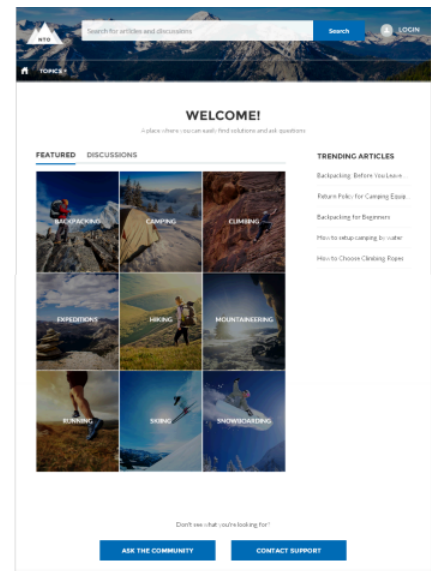 NTO
Search for articles and discussions
Search
LOGIN
TOPICS
WELCOME!
A place where you can easily find solutions and ask questions
FEATURED DISCUSSIONS
TRENDING ARTICLES
Backpacking: Before You Leave...
Return Policy for Camping Equip...
Backpacking for Beginners
How to setup camping by water
How to Choose Climbing Ropes
BACKPACKING CAMPING CLIMBING
EXPEDITIONS HIKING MOUNTAINEERING
RUNNING SKIING SNOWBOARDING
Don't see what you're looking for?
ASK THE COMMUNITY CONTACT SUPPORT